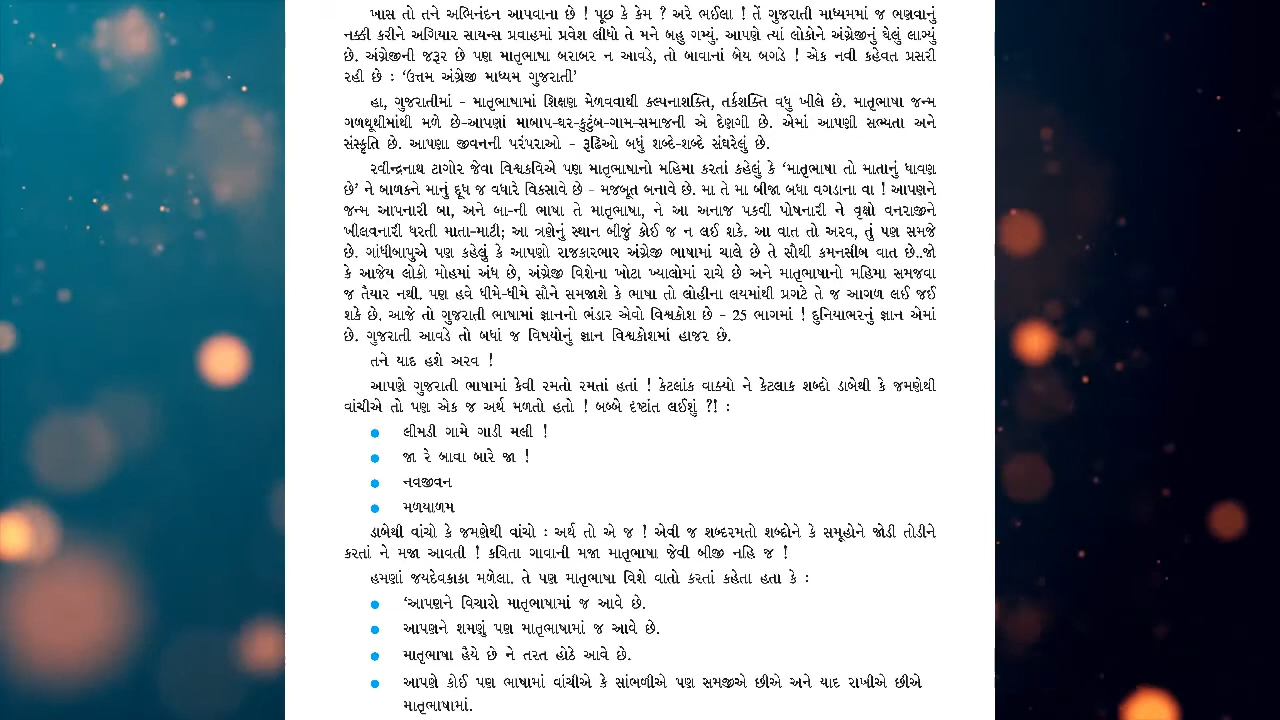 ખાસ તો તને અભિનંદન આપવાના છે ! પૂછ કે કેમ ? અરે ભઈલા ! તેં ગુજરાતી માધ્યમમાં જ ભણવાનું
નક્કી કરીને અગિયાર સાયન્સ પ્રવાહમાં પ્રવેશ લીધો તે મને બહુ ગમ્યું. આપણે ત્યાં લોકોને અંગ્રેજીનું ઘેલું લાગ્યું
છે. અંગ્રેજીની જરૂર છે પણ માતૃભાષા બરાબર ન આવડે, તો બાવાનાં બેય બગડે ! એક નવી કહેવત પ્રસરી
રહી છે : ‘ઉત્તમ અંગ્રેજી માધ્યમ ગુજરાતી’
હા, ગુજરાતીમાં - માતૃભાષામાં શિક્ષણ મેળવવાથી કલ્પનાશક્તિ, તર્કશક્તિ વધુ ખીલે છે. માતૃભાષા જન્મ
ગળથૂથીમાંથી મળે છે-આપણાં માબાપ-ઘર-કુટુંબ-ગામ-સમાજની એ દેણગી છે. એમાં આપણી સભ્યતા અને
સંસ્કૃતિ છે. આપણા જીવનની પરંપરાઓ - રૂઢિઓ બધું શબ્દે-શબ્દે સંઘરેલું છે.
રવીન્દ્રનાથ ટાગોર જેવા વિશ્વકવિએ પણ માતૃભાષાનો મહિમા કરતાં કહેલું કે ‘માતૃભાષા તો માતાનું ધાવણ
છે’ ને બાળકને માનું દૂધ જ વધારે વિકસાવે છે - મજબૂત બનાવે છે. મા તે મા બીજા બધા વગડાના વા ! આપણને
જન્મ આપનારી બા, અને બા-ની ભાષા તે માતૃભાષા, ને આ અનાજ પકવી પોષનારી ને વૃક્ષો વનરાજીને
ખીલવનારી ધરતી માતા-માટી; આ ત્રણેનું સ્થાન બીજું કોઈ જ ન લઈ શકે. આ વાત તો અરવ, તું પણ સમજે
છે. ગાંધીબાપુએ પણ કહેલું કે આપણો રાજકારભાર અંગ્રેજી ભાષામાં ચાલે છે તે સૌથી કમનસીબ વાત છે..જો
કે આજેય લોકો મોહમાં અંધ છે, અંગ્રેજી વિશેના ખોટા ખ્યાલોમાં રાચે છે અને માતૃભાષાનો મહિમા સમજવા
જ તૈયાર નથી. પણ હવે ધીમે-ધીમે સૌને સમજાશે કે ભાષા તો લોહીના લયમાંથી પ્રગટે તે જ આગળ લઈ જઈ
શકે છે. આજે તો ગુજરાતી ભાષામાં જ્ઞાનનો ભંડાર એવો વિશ્વકોશ છે - 25 ભાગમાં ! દુનિયાભરનું જ્ઞાન એમાં
છે. ગુજરાતી આવડે તો બધાં જ વિષયોનું જ્ઞાન વિશ્વકોશમાં હાજર છે.
તને યાદ હશે અરવ !
આપણે ગુજરાતી ભાષામાં કેવી રમતો રમતાં હતાં ! કેટલાંક વાક્યો ને કેટલાક શબ્દો ડાબેથી કે જમણેથી
વાંચીએ તો પણ એક જ અર્થ મળતો હતો ! બબ્બે દૃષ્ટાંત લઈશું ?! :
● લીમડી ગામે ગાડી મલી !
● જા રે બાવા બારે જા !
● નવજીવન
● મળયાળમ
ડાબેથી વાંચો કે જમણેથી વાંચો : અર્થ તો એ જ ! એવી જ શબ્દરમતો શબ્દોને કે સમૂહોને જોડી તોડીને
કરતાં ને મજા આવતી ! કવિતા ગાવાની મજા માતૃભાષા જેવી બીજી નહિ જ !
હમણાં જયદેવકાકા મળેલા. તે પણ માતૃભાષા વિશે વાતો કરતાં કહેતા હતા કે :
● ‘આપણને વિચારો માતૃભાષામાં જ આવે છે.
● આપણને શમણું પણ માતૃભાષામાં જ આવે છે.
● માતૃભાષા હૈયે છે ને તરત હોઠે આવે છે.
● આપણે કોઈ પણ ભાષામાં વાંચીએ કે સાંભળીએ પણ સમજીએ છીએ અને યાદ રાખીએ છીએ
માતૃભાષામાં.